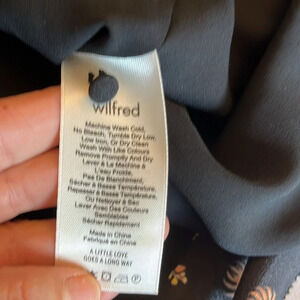 wilfred
Machine Wash Cold,
No Bleach, Tumble Dry Low,
Low Iron, Or Dry Clean
Wash With Like Colours
Remove Promptly And Dry
Laver À La Machine À
L'eau Froide,
Pas De Blanchiment,
Sécher À Basse Température,
Repasser À Basse Température,
Ou Nettoyer À Sec
Laver Avec Des Couleurs
Semblables
Sécher Rapidement
Made in China
Fabriqué en Chine
A LITTLE LOVE
GOES A LONG WAY